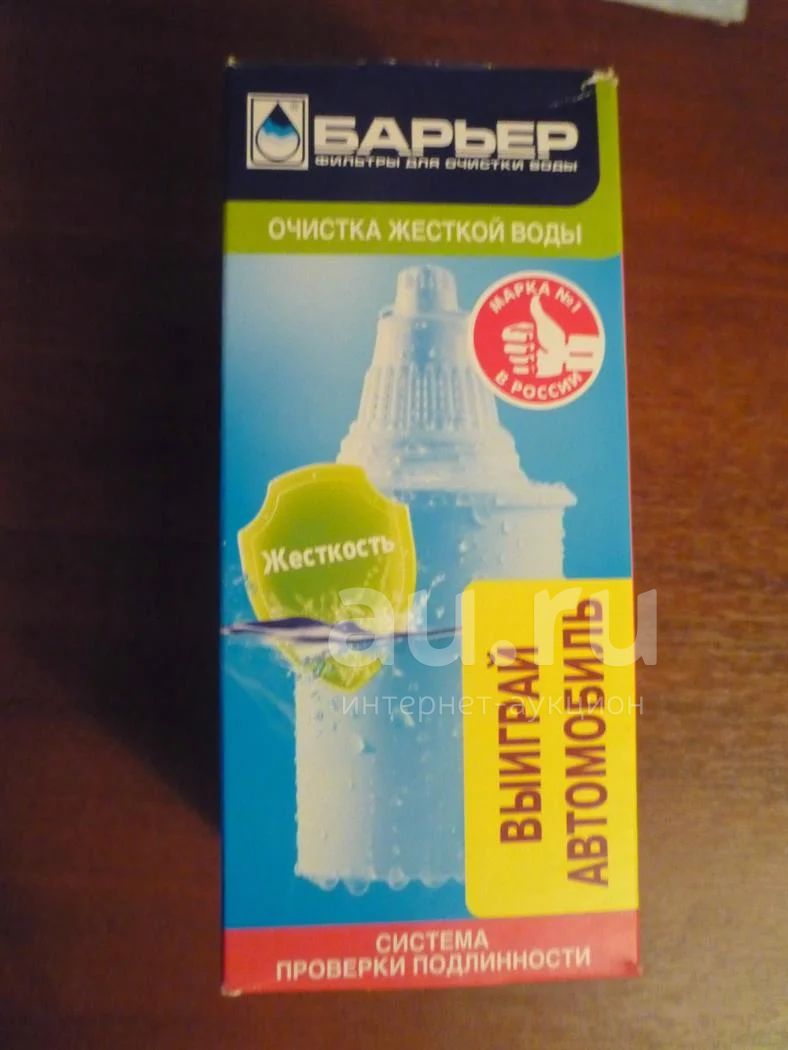 БАРЬЕР
ФИЛЬТРЫ ДЛЯ ОЧИСТКИ ВОДЫ
ОЧИСТКА ЖЕСТКОЙ ВОДЫ
МАРКА №1
В РОССИИ
Жесткость
au.ru
интернет-аукцион
ВЫИГРАЙ
АВТОМОБИЛЬ
СИСТЕМА
ПРОВЕРКИ ПОДЛИННОСТИ